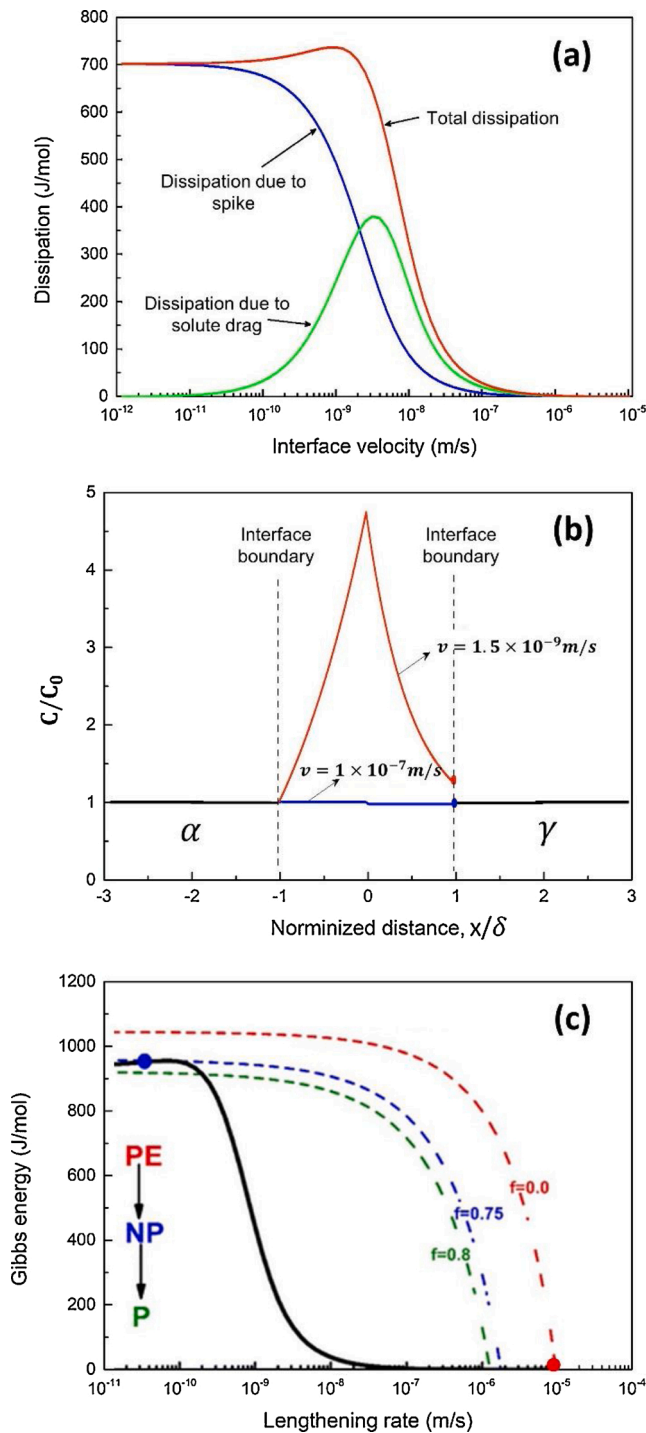 (a)
800
700
600
500
400
300
200
100
0
Dissipation (J/mol)
Total dissipation
Dissipation due to
spike
Dissipation due to
solute drag
10⁻¹² 10⁻¹¹ 10⁻¹⁰ 10⁻⁹ 10⁻⁸ 10⁻⁷ 10⁻⁶ 10⁻⁵
Interface velocity (m/s)
(b)
5
4
3
2
1
0
C/C₀
Interface
boundary
Interface
boundary
v = 1.5 × 10⁻⁹m/s
v = 1 × 10⁻⁷m/s
α
γ
-3 -2 -1 0 1 2 3
Norminized distance, x/δ
(c)
1200
1000
800
600
400
200
0
Gibbs energy (J/mol)
PE
NP
P
f=0.0
f=0.75
f=0.8
10⁻¹¹ 10⁻¹⁰ 10⁻⁹ 10⁻⁸ 10⁻⁷ 10⁻⁶ 10⁻⁵ 10⁻⁴
Lengthening rate (m/s)